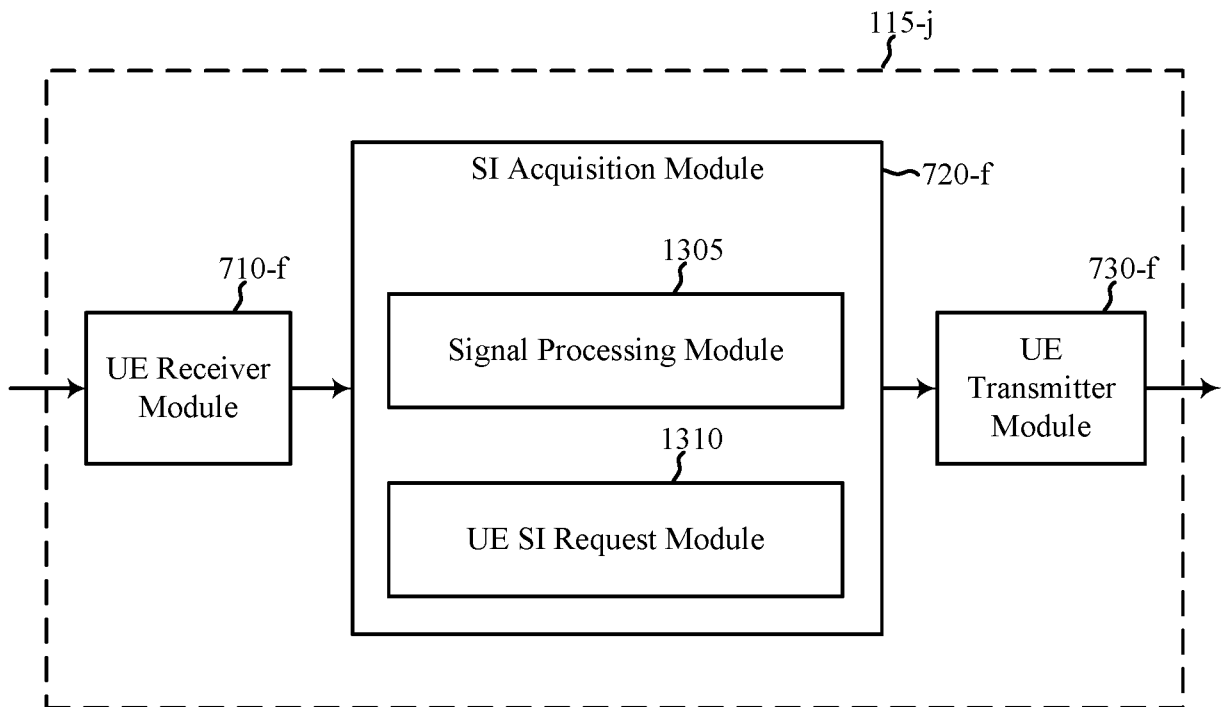 115-j
SI Acquisition Module
720-f
1305
710-f
730-f
Signal Processing Module
UE Receiver
Module
UE
Transmitter
Module
1310
UE SI Request Module